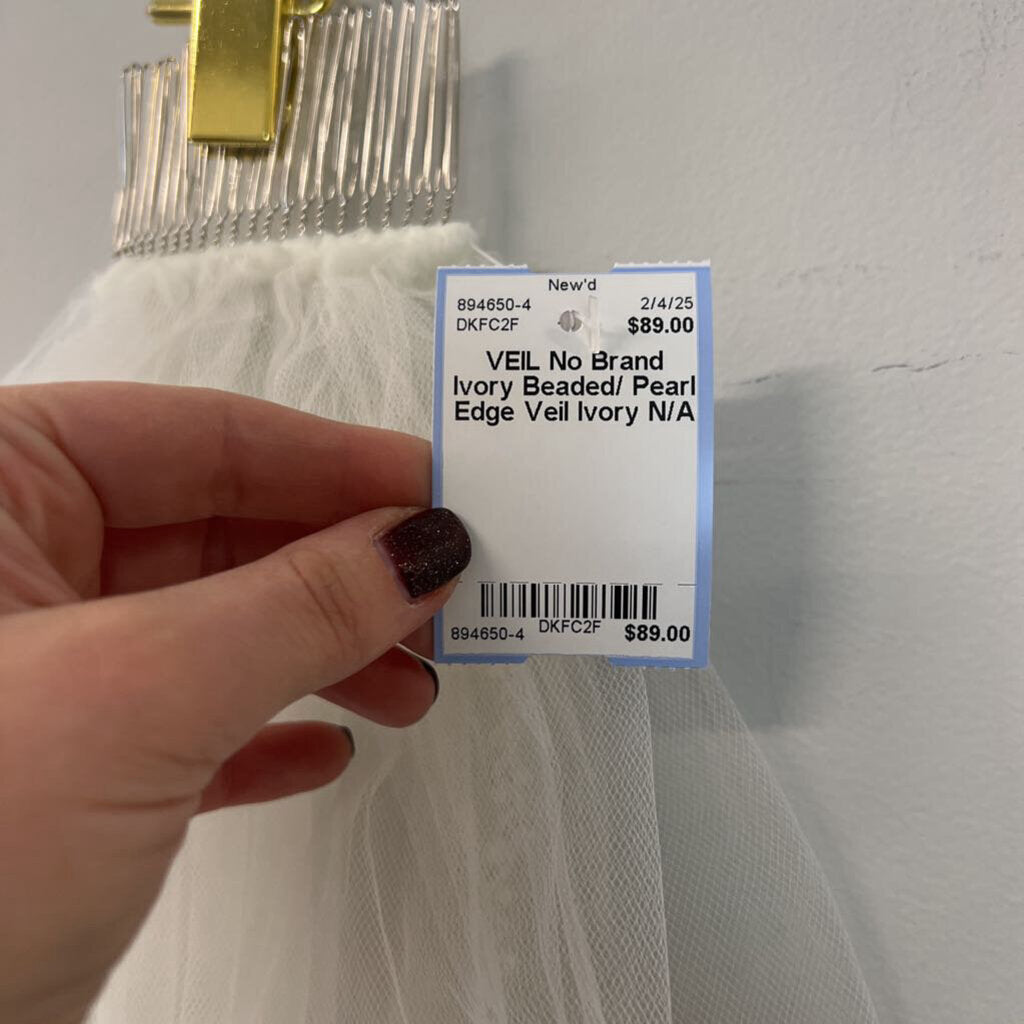 New'd
894650-4 2/4/25
DKFC2F $89.00
VEIL No Brand
Ivory Beaded/ Pearl
Edge Veil Ivory N/A
894650-4 DKFC2F $89.00